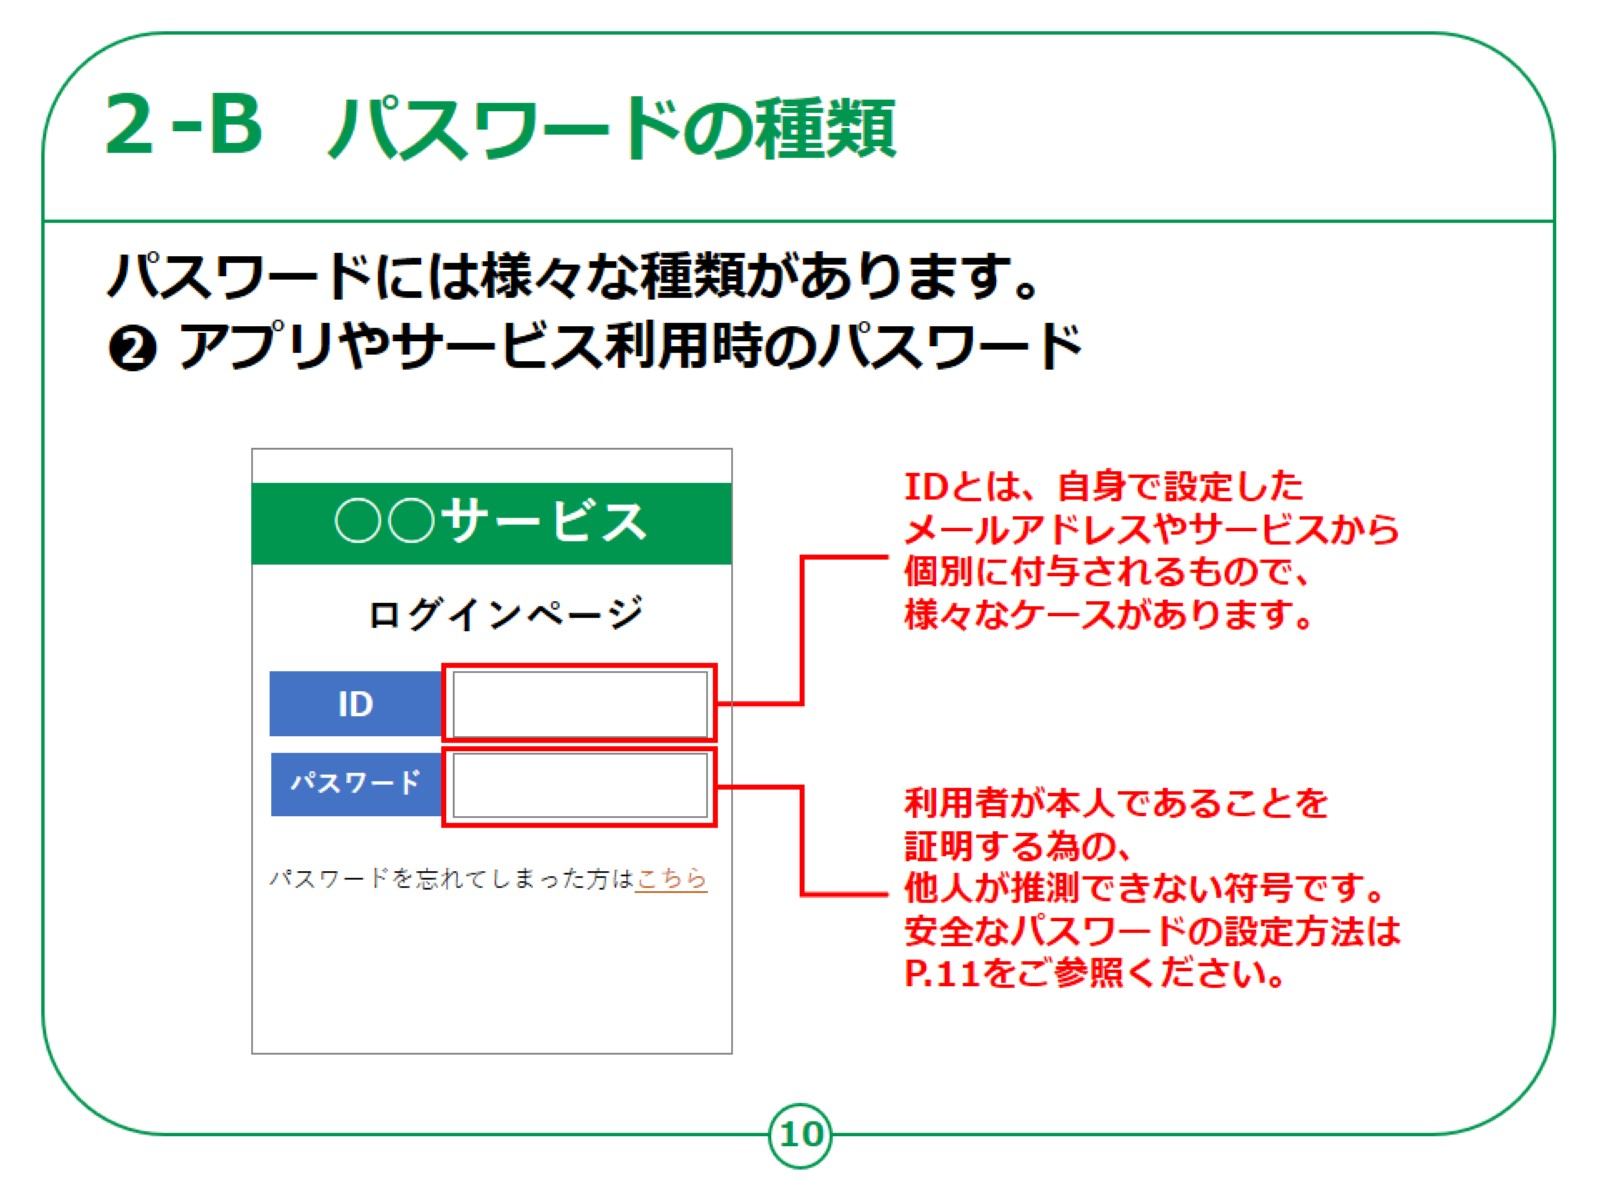 ２-B　パスワードの種類
パスワードには様々な種類があります。
❷ アプリやサービス利用時のパスワード
〇〇サービス
ログインページ
ID
パスワード
パスワードを忘れてしまった方はこちら
IDとは、自身で設定した
メールアドレスやサービスから
個別に付与されるもので、
様々なケースがあります。
利用者が本人であることを
証明する為の、
他人が推測できない符号です。
安全なパスワードの設定方法は
P.11をご参照ください。
10